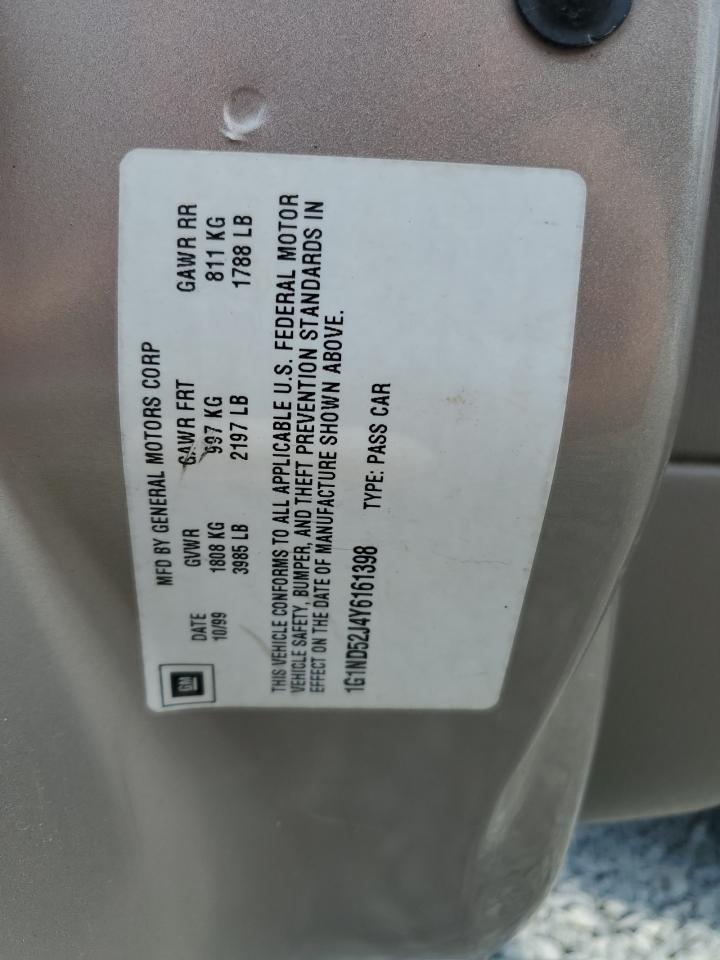 GM
MFD BY GENERAL MOTORS CORP
DATE GVWR GAWR FRT GAWR RR
10/99 1808 KG 997 KG 811 KG
3985 LB 2197 LB 1788 LB
THIS VEHICLE CONFORMS TO ALL APPLICABLE U.S. FEDERAL MOTOR
VEHICLE SAFETY, BUMPER, AND THEFT PREVENTION STANDARDS IN
EFFECT ON THE DATE OF MANUFACTURE SHOWN ABOVE.
1G1ND52J4Y6161398 TYPE: PASS CAR